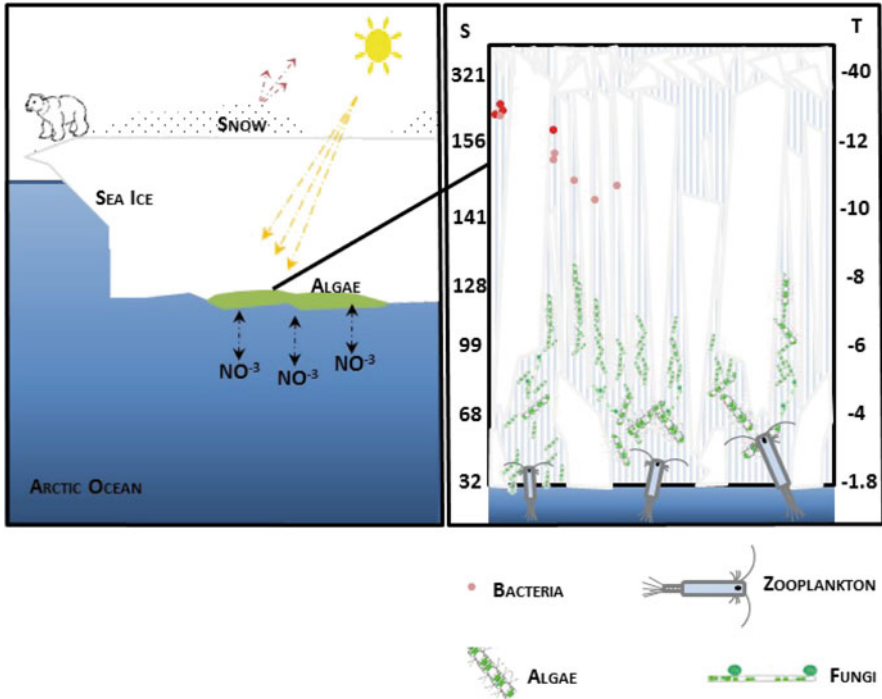 SNOW
SEA ICE
ALGAE
NO⁻³
NO⁻³
NO⁻³
ARCTIC OCEAN
S
T
321
-40
156
-12
141
-10
128
-8
99
-6
68
-4
32
-1.8
BACTERIA
ZOOPLANKTON
ALGAE
FUNGI